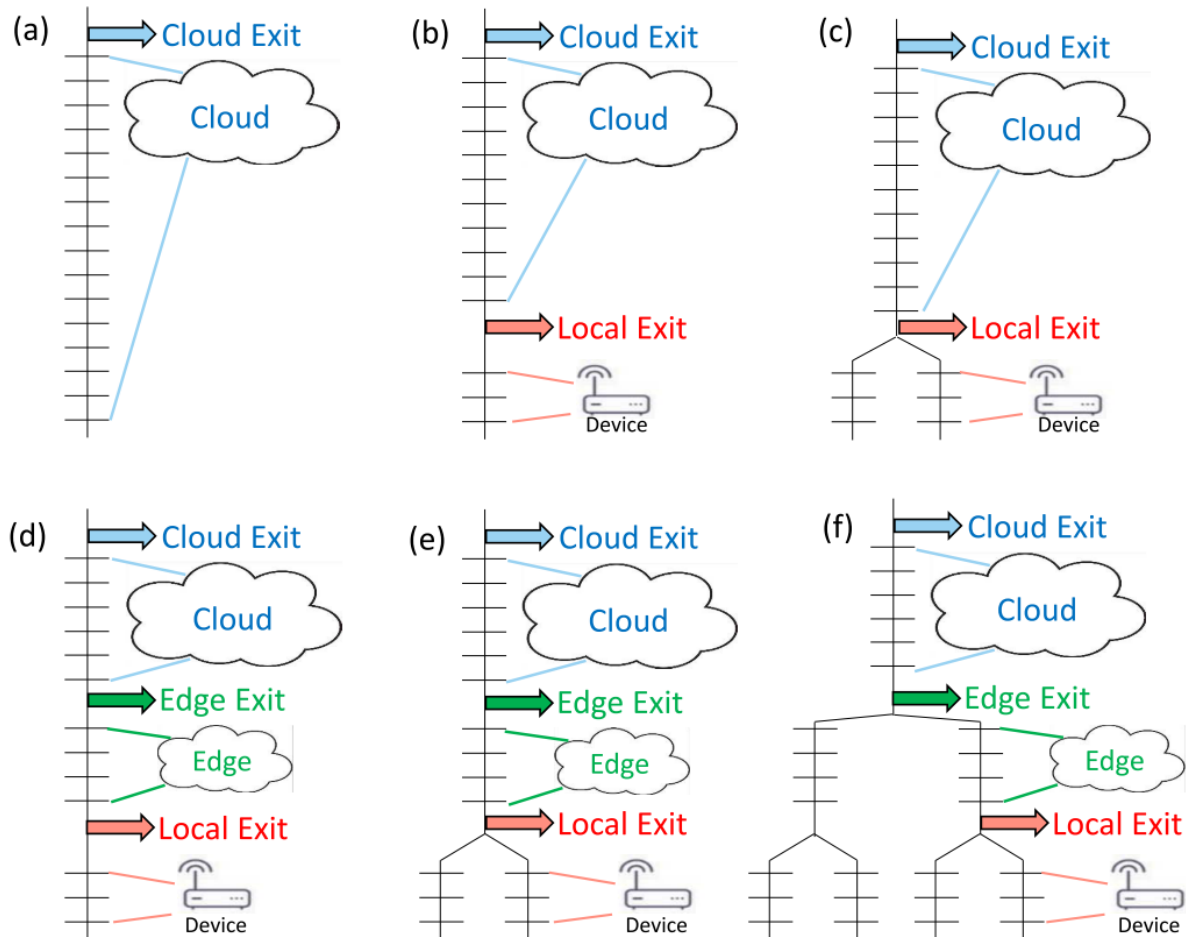 (a)
Cloud Exit
Cloud
(b)
Cloud Exit
Cloud
Local Exit
Device
(c)
Cloud Exit
Cloud
Local Exit
Device
(d)
Cloud Exit
Cloud
Edge Exit
Edge
Local Exit
Device
(e)
Cloud Exit
Cloud
Edge Exit
Edge
Local Exit
Device
(f)
Cloud Exit
Cloud
Edge Exit
Edge
Local Exit
Device